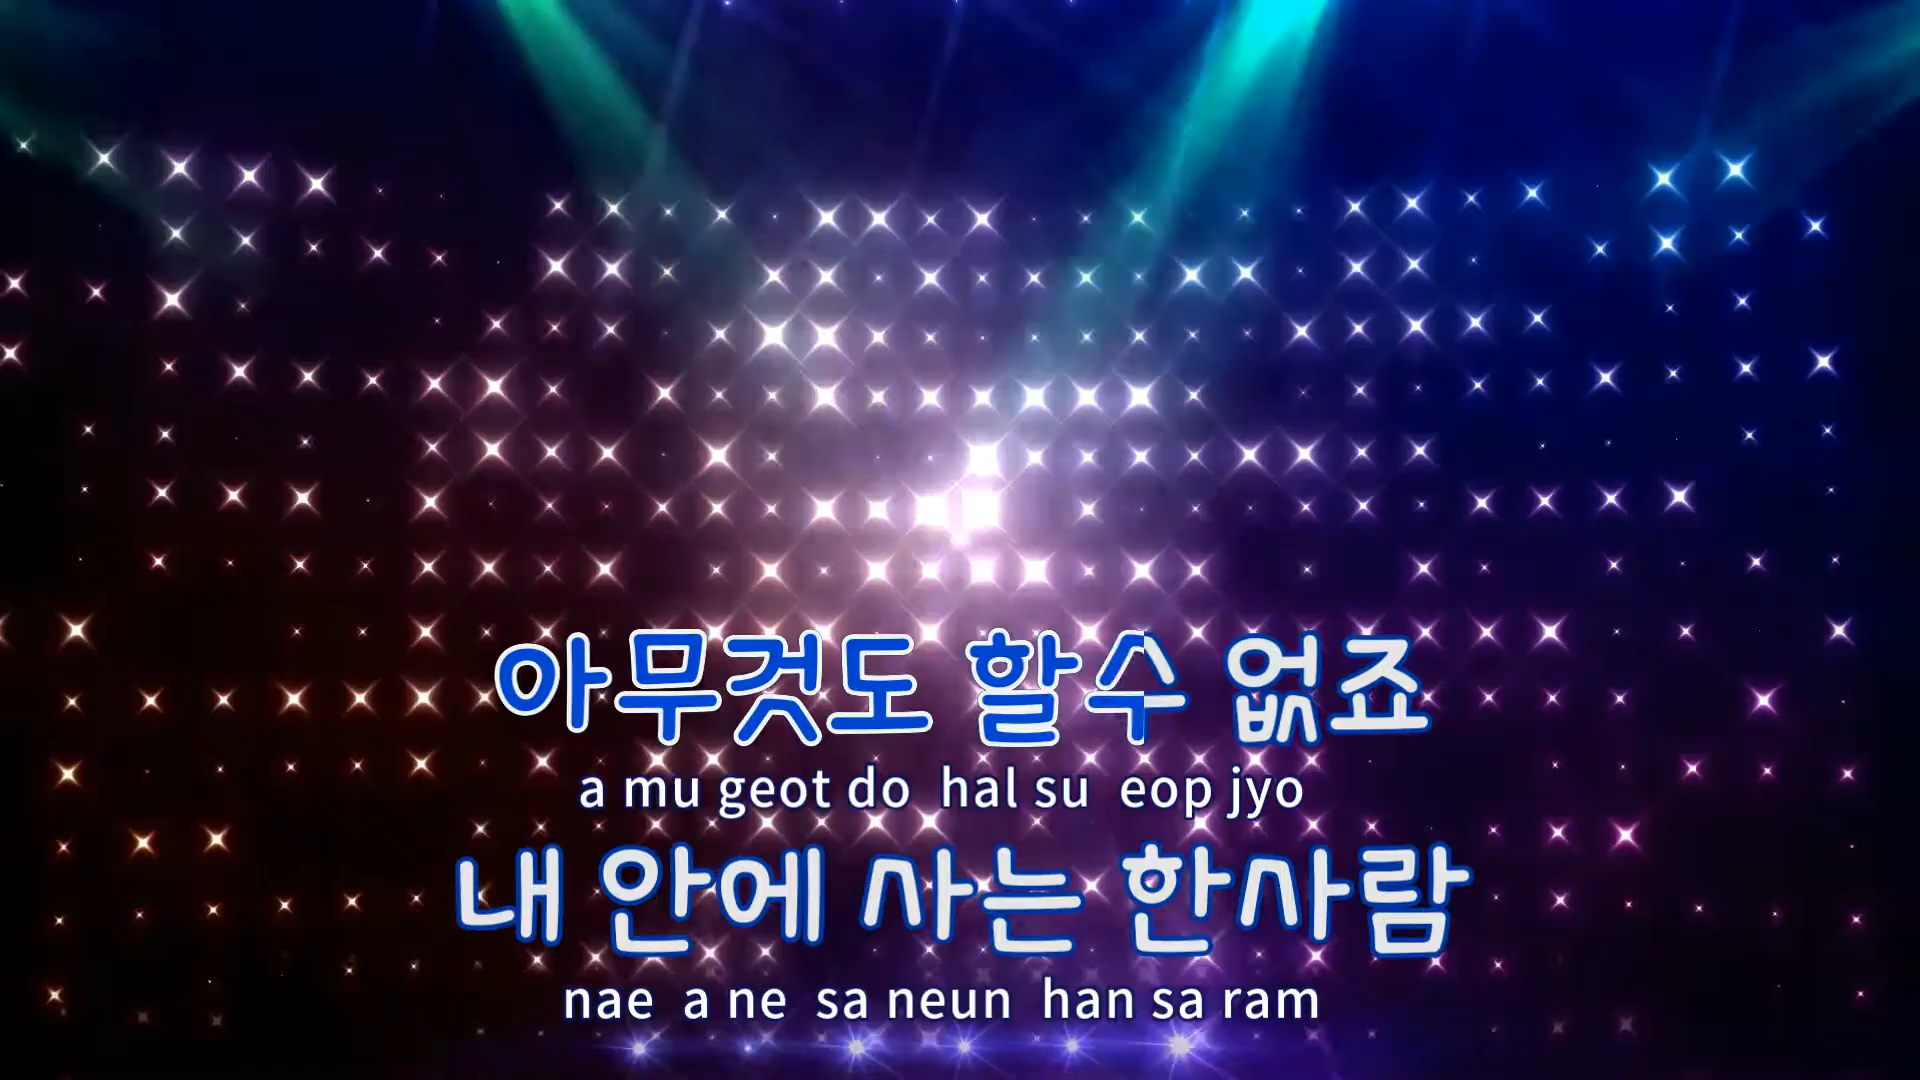 아무것도 할수 없죠
a mu geot do hal su eop jyo
내 안에 사는 한사람
nae a ne sa neun han sa ram